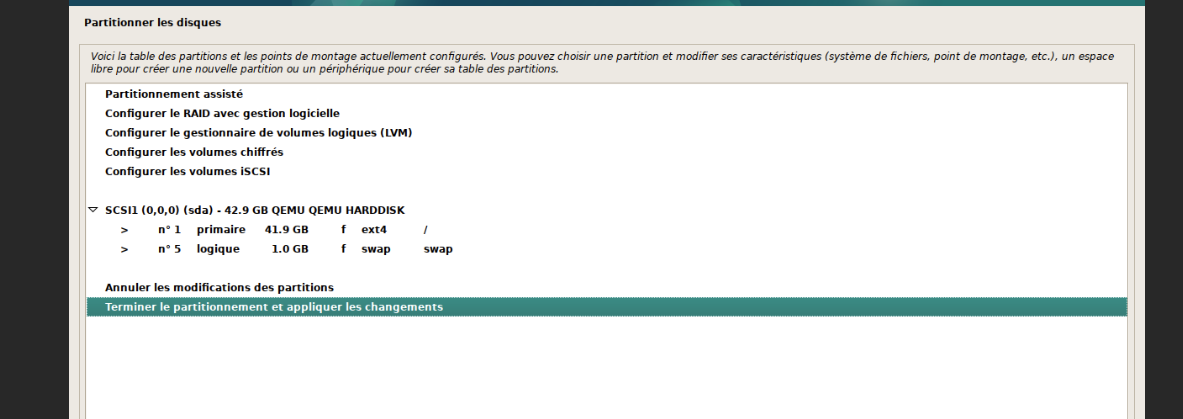 Partitionner les disques
Voici la table des partitions et les points de montage actuellement configurés. Vous pouvez choisir une partition et modifier ses caractéristiques (système de fichiers, point de montage, etc.), un espace
libre pour créer une nouvelle partition ou un périphérique pour créer sa table des partitions.
Partitionnement assisté
Configurer le RAID avec gestion logicielle
Configurer le gestionnaire de volumes logiques (LVM)
Configurer les volumes chiffrés
Configurer les volumes iSCSI
SCSI1 (0,0,0) (sda) - 42.9 GB QEMU QEMU HARDDISK
> n° 1 primaire 41.9 GB f ext4 /
> n° 5 logique 1.0 GB f swap swap
Annuler les modifications des partitions
Terminer le partitionnement et appliquer les changements